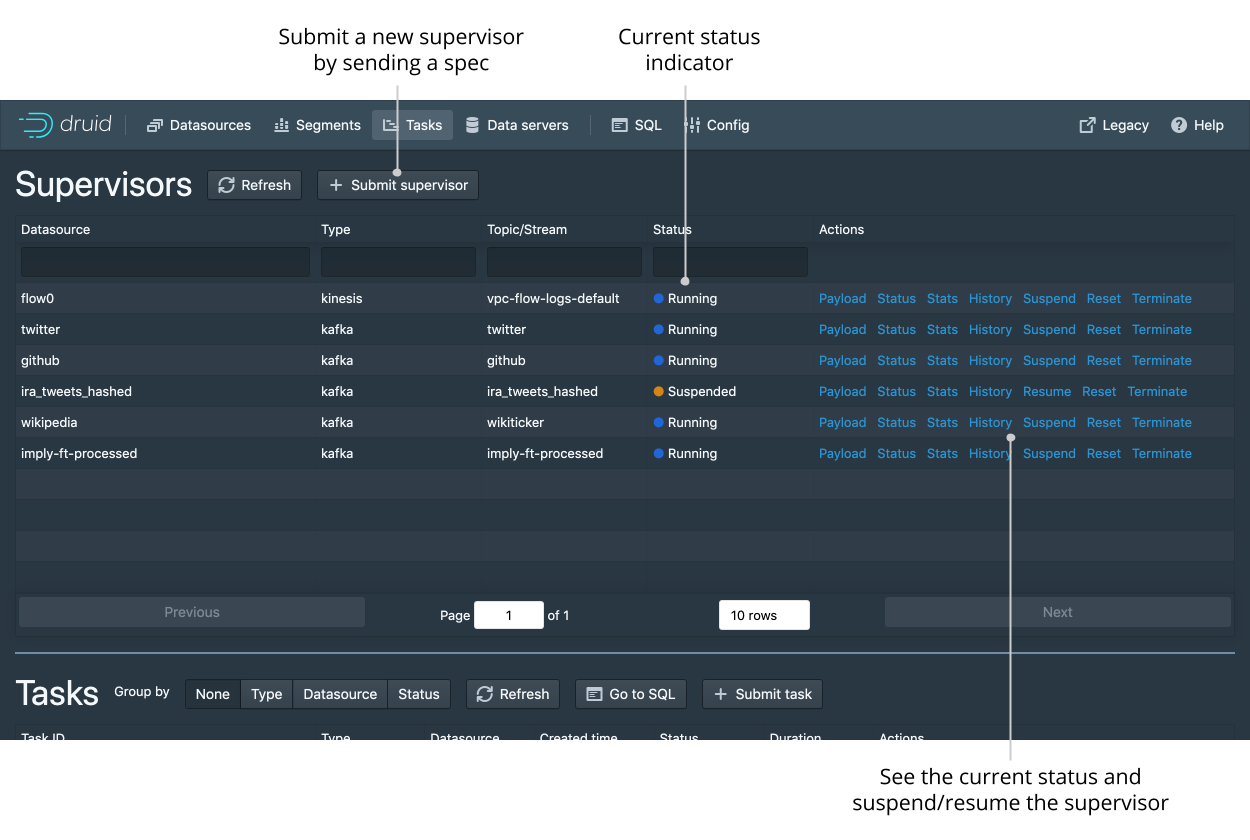 Submit a new supervisor
by sending a spec
Current status
indicator
druid Datasources Segments Tasks Data servers SQL Config Legacy Help
Supervisors Refresh Submit supervisor
Datasource Type Topic/Stream Status Actions
flow0 kinesis vpc-flow-logs-default Running Payload Status Stats History Suspend Reset Terminate
twitter kafka twitter Running Payload Status Stats History Suspend Reset Terminate
github kafka github Running Payload Status Stats History Suspend Reset Terminate
ira_tweets_hashed kafka ira_tweets_hashed Suspended Payload Status Stats History Resume Reset Terminate
wikipedia kafka wikiticker Running Payload Status Stats History Suspend Reset Terminate
imply-ft-processed kafka imply-ft-processed Running Payload Status Stats History Suspend Reset Terminate
Previous Page 1 of 1 10 rows Next
Tasks Group by None Type Datasource Status Refresh Go to SQL + Submit task
Task ID Type Datasource Created time Status Duration Actions
See the current status and
suspend/resume the supervisor